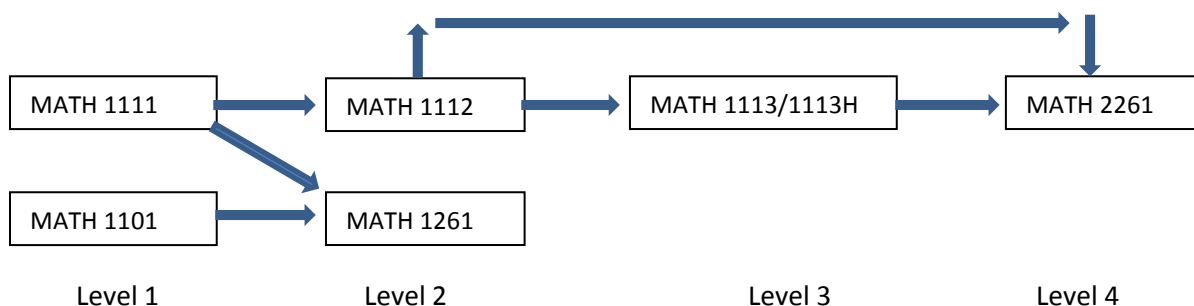 MATH 1111
MATH 1112
MATH 1113/1113H
MATH 2261
MATH 1101
MATH 1261
Level 1
Level 2
Level 3
Level 4